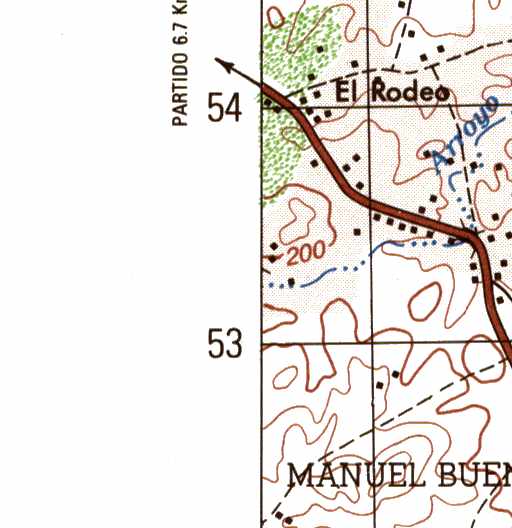 PARTIDO 6.7 K
54
El Rodeo
Arroyo
200
53
MANUEL BUEN